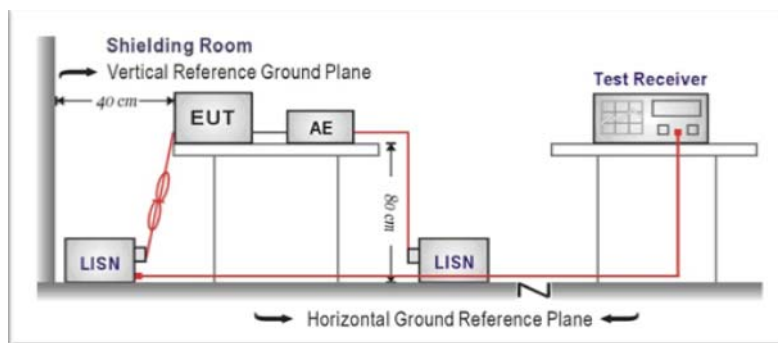 Shielding Room
Vertical Reference Ground Plane
40 cm
EUT
AE
Test Receiver
80 cm
LISN
LISN
Horizontal Ground Reference Plane